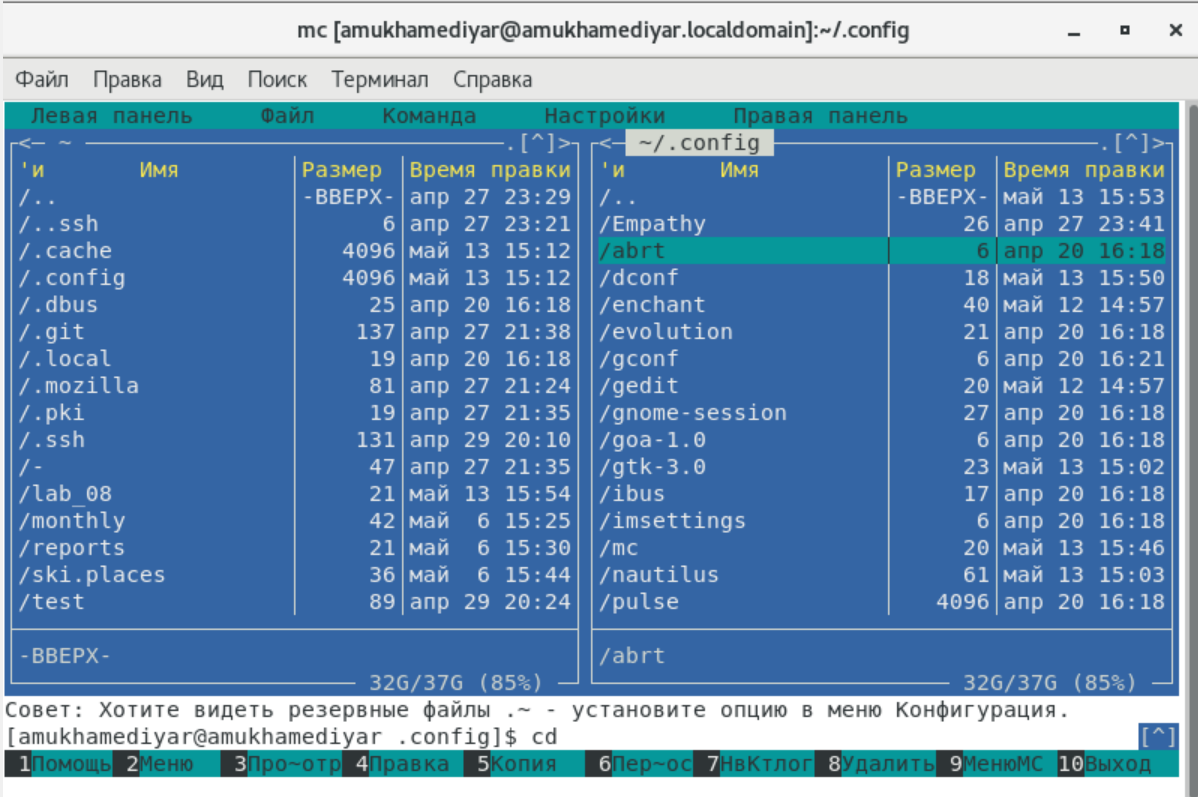 mc [amukhamediyar@amukhamediyar.localdomain]:~/.config
Файл Правка Вид Поиск Терминал Справка
Левая панель Файл Команда Настройки Правая панель
<— ~ .[^]> <— ~/.config .[^]>
'и Имя Размер Время правки 'и Имя Размер Время правки
/.. -ВВЕРХ- апр 27 23:29 /.. -ВВЕРХ- май 13 15:53
/..ssh 6 апр 27 23:21 /Empathy 26 апр 27 23:41
/.cache 4096 май 13 15:12 /abrt 6 апр 20 16:18
/.config 4096 май 13 15:12 /dconf 18 май 13 15:50
/.dbus 25 апр 20 16:18 /enchant 40 май 12 14:57
/.git 137 апр 27 21:38 /evolution 21 апр 20 16:18
/.local 19 апр 20 16:18 /gconf 6 апр 20 16:21
/.mozilla 81 апр 27 21:24 /gedit 20 май 12 14:57
/.pki 19 апр 27 21:35 /gnome-session 27 апр 20 16:18
/.ssh 131 апр 29 20:10 /goa-1.0 6 апр 20 16:18
/- 47 апр 27 21:35 /gtk-3.0 23 май 13 15:02
/lab_08 21 май 13 15:54 /ibus 17 апр 20 16:18
/monthly 42 май 6 15:25 /imsettings 6 апр 20 16:18
/reports 21 май 6 15:30 /mc 20 май 13 15:46
/ski.places 36 май 6 15:44 /nautilus 61 май 13 15:03
/test 89 апр 29 20:24 /pulse 4096 апр 20 16:18
-ВВЕРХ- /abrt
32G/37G (85%) 32G/37G (85%)
Совет: Хотите видеть резервные файлы .~ - установите опцию в меню Конфигурация.
[amukhamediyar@amukhamediyar .config]$ cd [^]
1Помощь 2Меню 3Про~отр 4Правка 5Копия 6Пер~ос 7НвКтлог 8Удалить 9МенюМС 10Выход